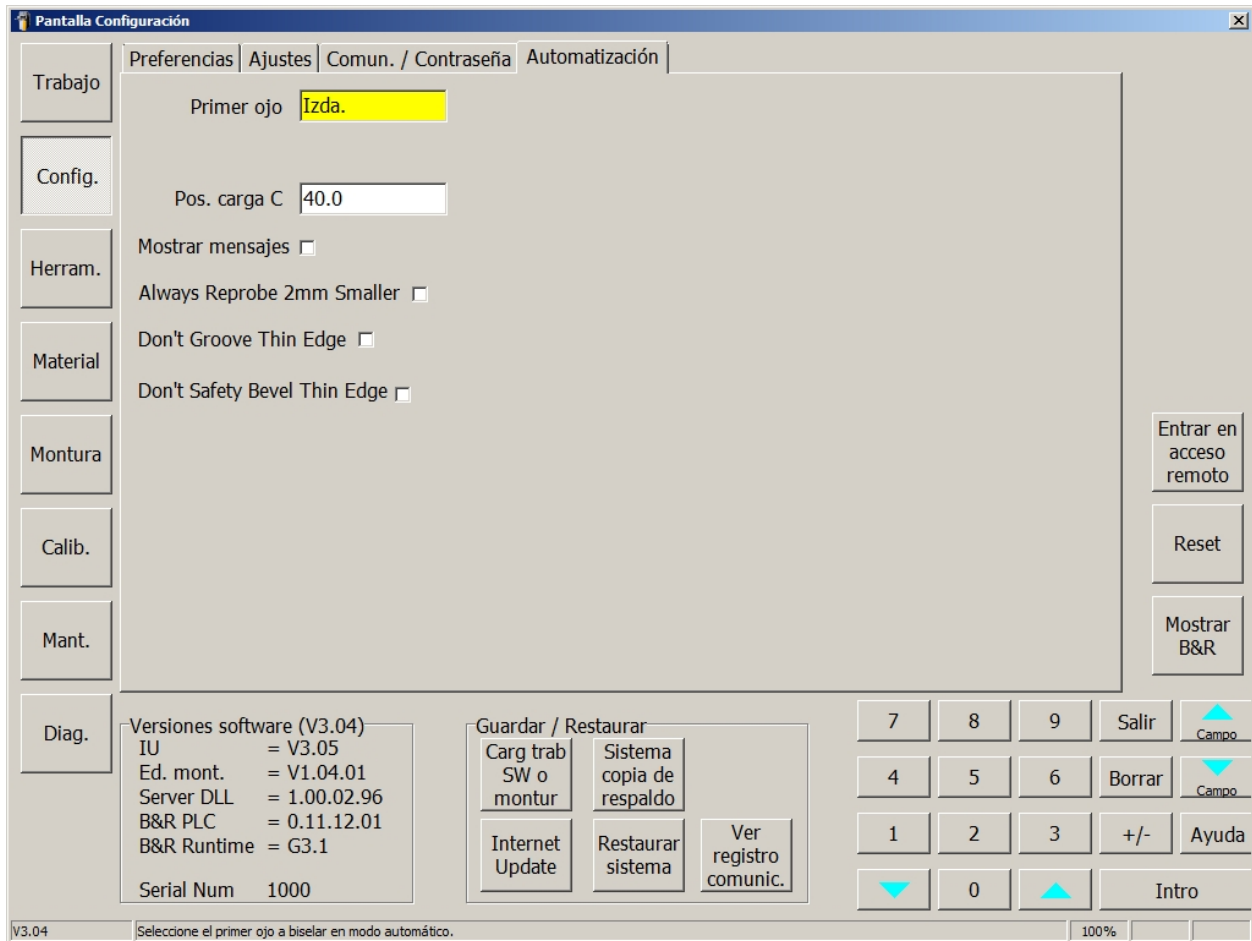 Pantalla Configuración
Trabajo
Config.
Herram.
Material
Montura
Calib.
Mant.
Diag.
Preferencias
Ajustes
Comun. / Contraseña
Automatización
Primer ojo Izda.
Pos. carga C 40.0
Mostrar mensajes
Always Reprobe 2mm Smaller
Don't Groove Thin Edge
Don't Safety Bevel Thin Edge
Entrar en
acceso
remoto
Reset
Mostrar
B&R
Versiones software (V3.04)
IU = V3.05
Ed. mont. = V1.04.01
Server DLL = 1.00.02.96
B&R PLC = 0.11.12.01
B&R Runtime = G3.1
Serial Num 1000
Guardar / Restaurar
Carg trab
SW o
montur
Sistema
copia de
respaldo
Internet
Update
Restaurar
sistema
Ver
registro
comunic.
7 8 9 Salir Campo
4 5 6 Borrar Campo
1 2 3 +/- Ayuda
0 Intro
V3.04 Seleccione el primer ojo a biselar en modo automático. 100%